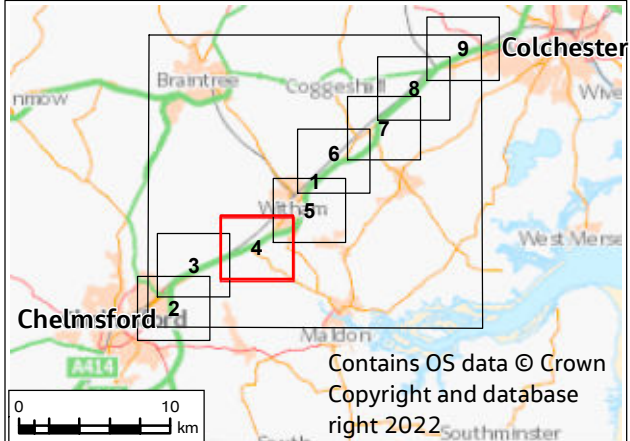 9
Colchester
Braintree
Coggeshall
8
nmow
Wive
7
6
1
Witham
5
4
West Merse
3
2
Chelmsford
Maldon
A414
Contains OS data © Crown
Copyright and database
right 2022
0 10
km
Southminster